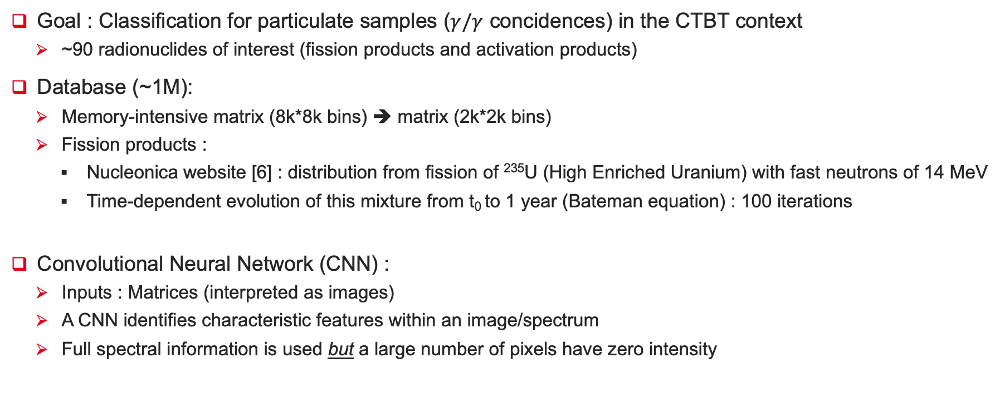 ❑ Goal : Classification for particulate samples (γ/γ concidences) in the CTBT context
➢ ~90 radionuclides of interest (fission products and activation products)
❑ Database (~1M):
➢ Memory-intensive matrix (8k*8k bins) ➔ matrix (2k*2k bins)
➢ Fission products :
▪ Nucleonica website [6] : distribution from fission of ²³⁵U (High Enriched Uranium) with fast neutrons of 14 MeV
▪ Time-dependent evolution of this mixture from t₀ to 1 year (Bateman equation) : 100 iterations
❑ Convolutional Neural Network (CNN) :
➢ Inputs : Matrices (interpreted as images)
➢ A CNN identifies characteristic features within an image/spectrum
➢ Full spectral information is used but a large number of pixels have zero intensity